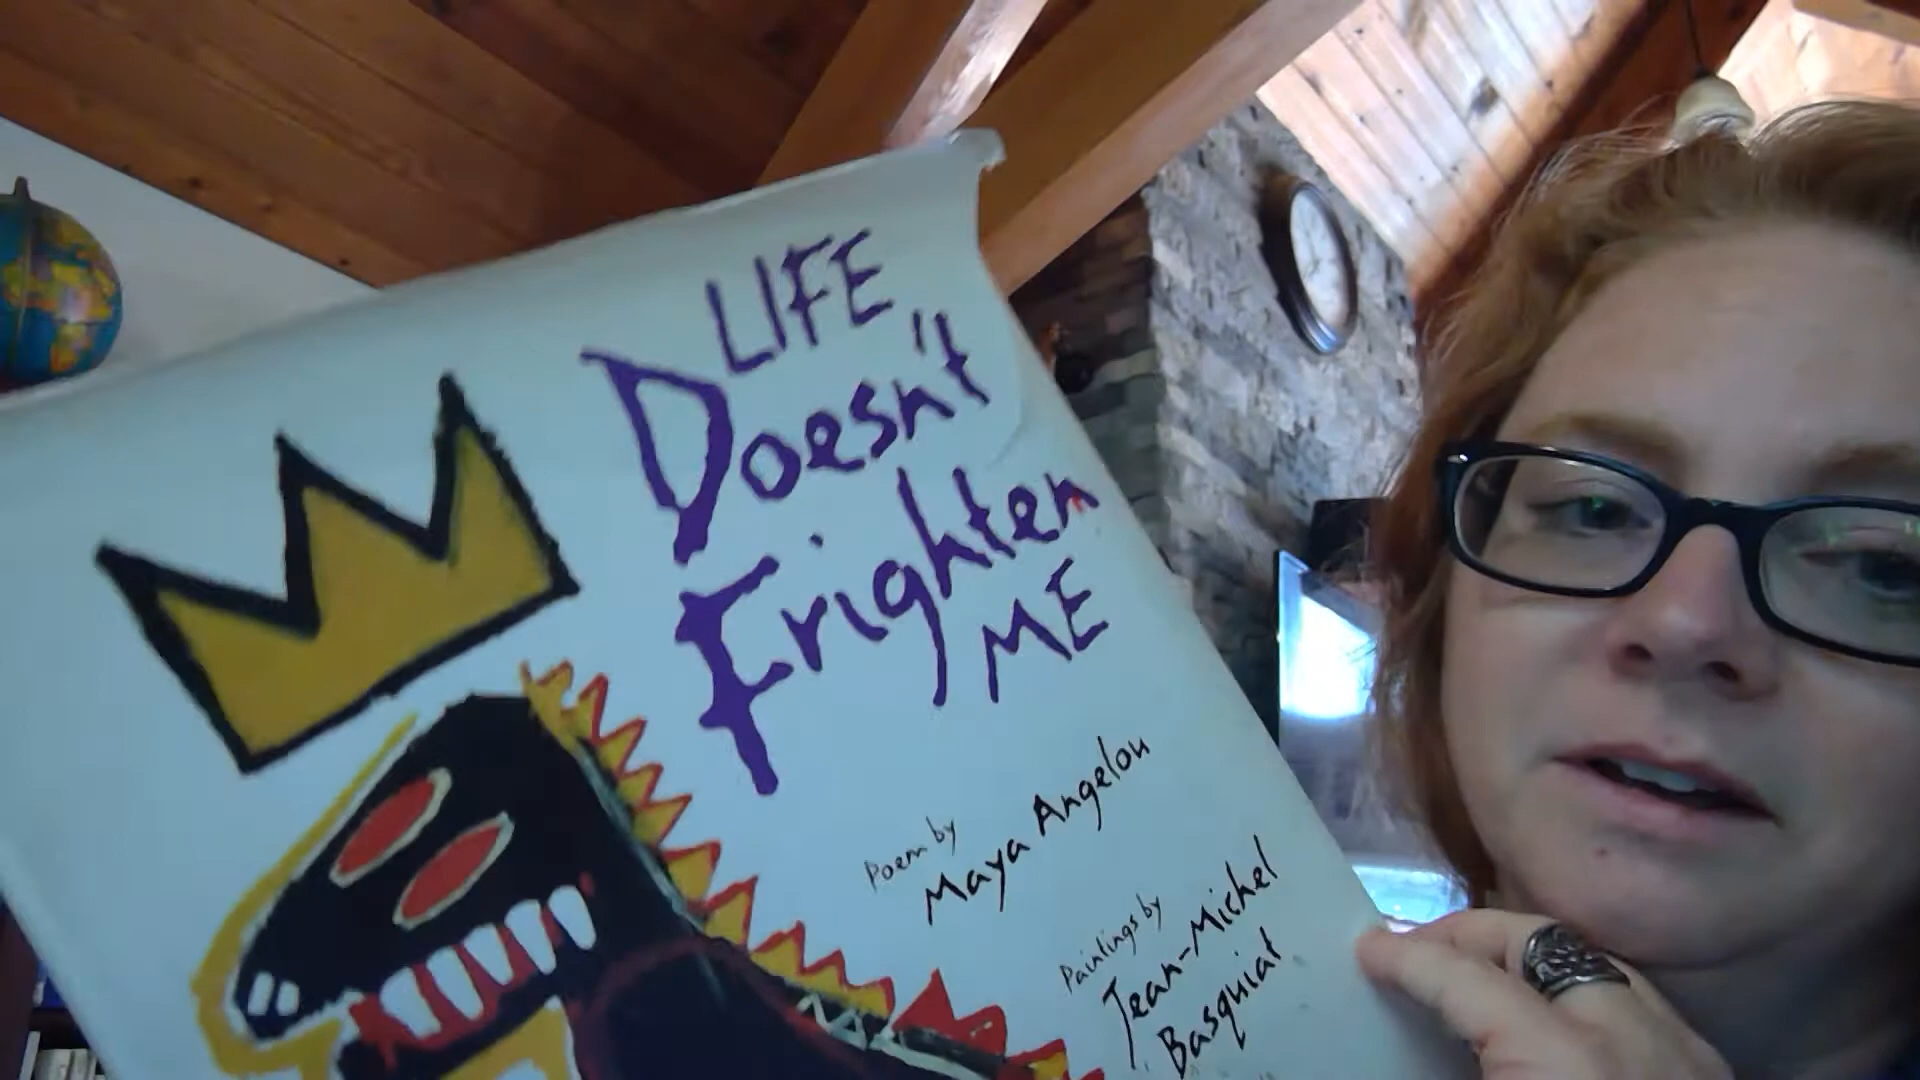 LIFE
Doesn't
Frighten
ME
Poem by
Maya Angelou
Paintings by
Jean-Michel
Basquiat